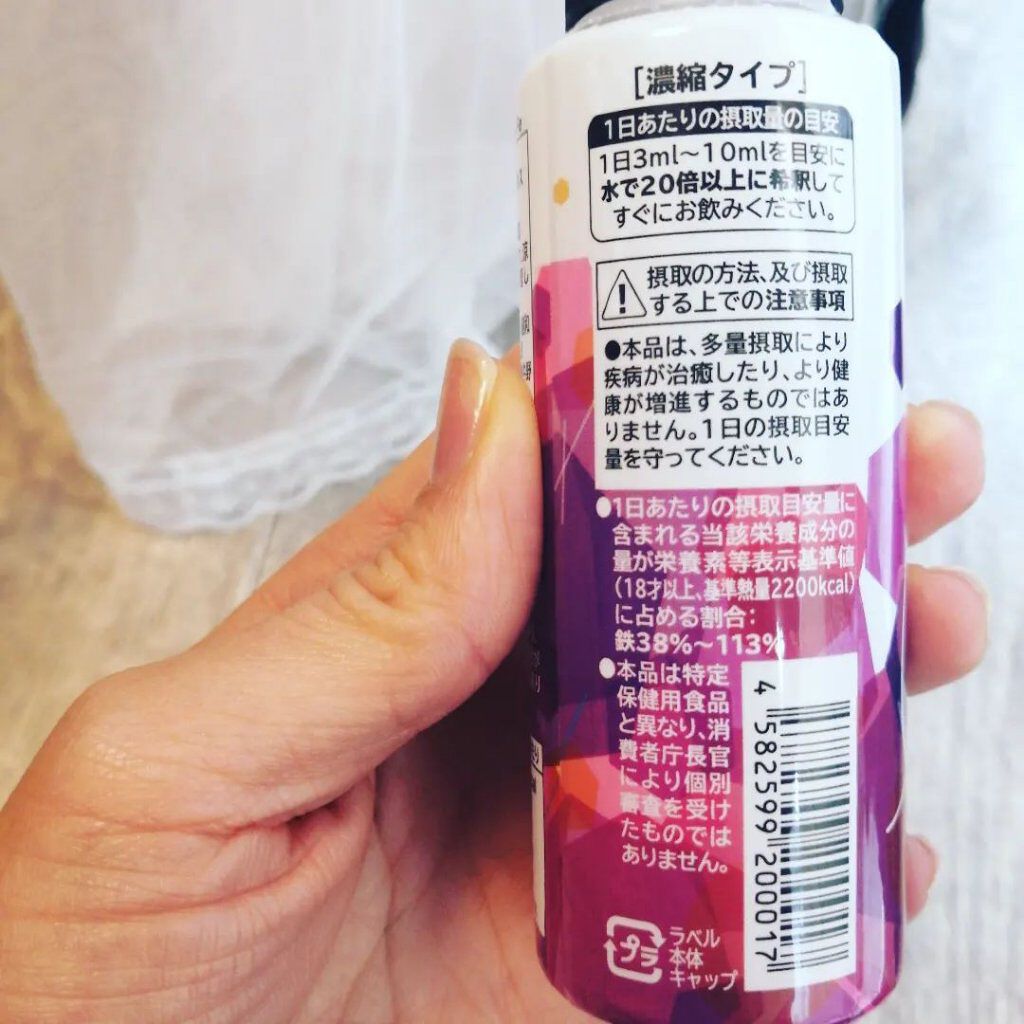 [濃縮タイプ]
1日あたりの摂取量の目安
1日3ml〜10mlを目安に
水で20倍以上に希釈して
すぐにお飲みください。
摂取の方法、及び摂取
する上での注意事項
●本品は、多量摂取により
疾病が治癒したり、より健
康が増進するものではあ
りません。1日の摂取目安
量を守ってください。
●1日あたりの摂取目安量に
含まれる当該栄養成分の
量が栄養素等表示基準値
(18才以上、基準熱量2200kcal)
に占める割合:
鉄38%〜113%
●本品は特定
保健用食品
と異なり、消
費者庁長官
により個別
審査を受け
たものでは
ありません。
4 582599 200017
プラ
ラベル
本体
キャップ